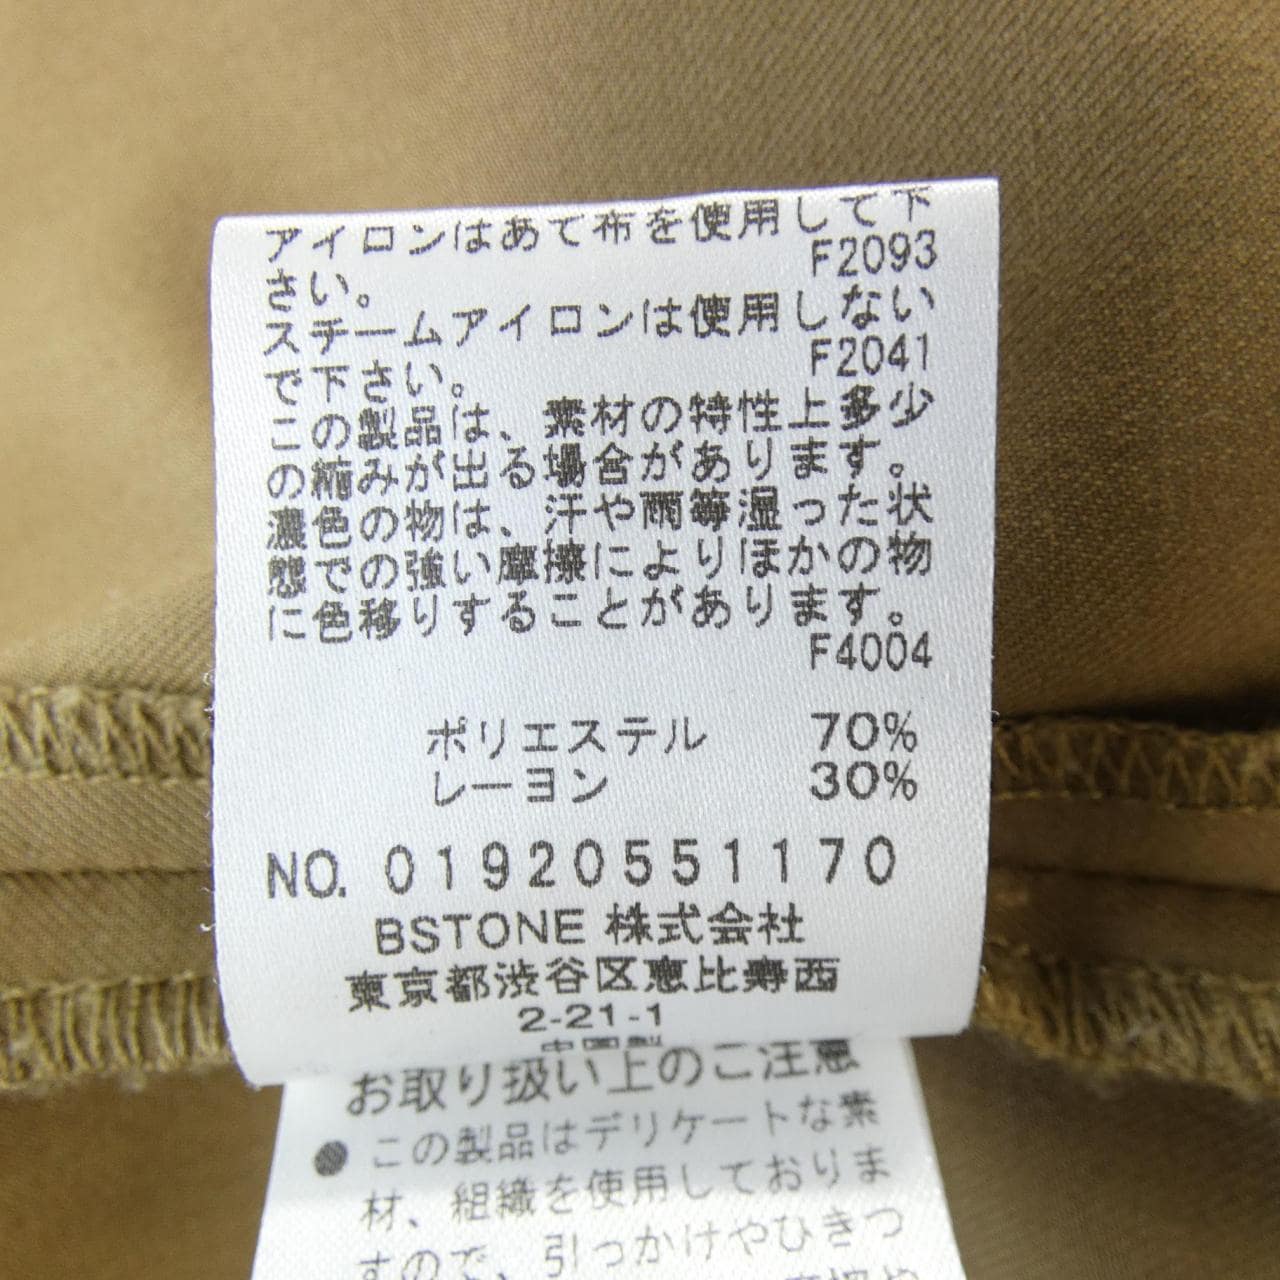 アイロンはあて布を使用して下
さい。 F2093
スチームアイロンは使用しない
で下さい。 F2041
この製品は、素材の特性上多少
の縮みが出る場合があります。
濃色の物は、汗や雨等湿った状
態での強い摩擦によりほかの物
に色移りすることがあります。
F4004
ポリエステル 70%
レーヨン 30%
NO. 01920551170
BSTONE 株式会社
東京都渋谷区恵比寿西
2-21-1
中国製
お取り扱い上のご注意
●この製品はデリケートな素
材、組織を使用しておりま
すので、引っかけやひきつ